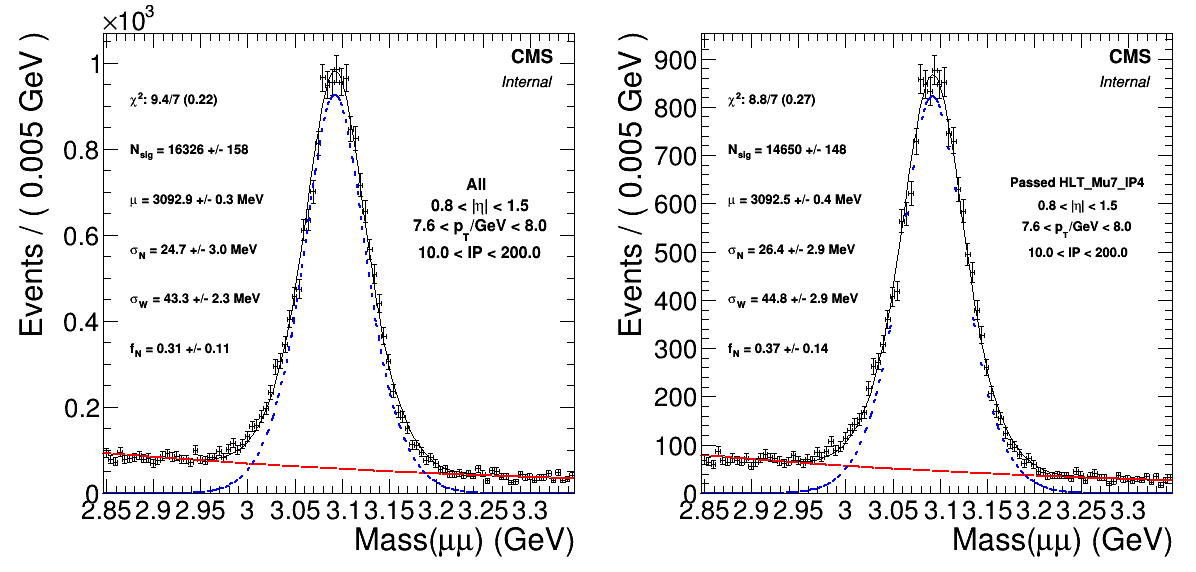 ×10³
Events / ( 0.005 GeV )
1
0.8
0.6
0.4
0.2
0
CMS
Internal
χ²: 9.4/7 (0.22)
N_sig = 16326 +/- 158
μ = 3092.9 +/- 0.3 MeV
σ_N = 24.7 +/- 3.0 MeV
σ_W = 43.3 +/- 2.3 MeV
f_N = 0.31 +/- 0.11
All
0.8 < |η| < 1.5
7.6 < p_T/GeV < 8.0
10.0 < IP < 200.0
2.85 2.9 2.95 3 3.05 3.1 3.15 3.2 3.25 3.3
Mass(μμ) (GeV)
Events / ( 0.005 GeV )
900
800
700
600
500
400
300
200
100
0
CMS
Internal
χ²: 8.8/7 (0.27)
N_sig = 14650 +/- 148
μ = 3092.5 +/- 0.4 MeV
σ_N = 26.4 +/- 2.9 MeV
σ_W = 44.8 +/- 2.9 MeV
f_N = 0.37 +/- 0.14
Passed HLT_Mu7_IP4
0.8 < |η| < 1.5
7.6 < p_T/GeV < 8.0
10.0 < IP < 200.0
2.85 2.9 2.95 3 3.05 3.1 3.15 3.2 3.25 3.3
Mass(μμ) (GeV)